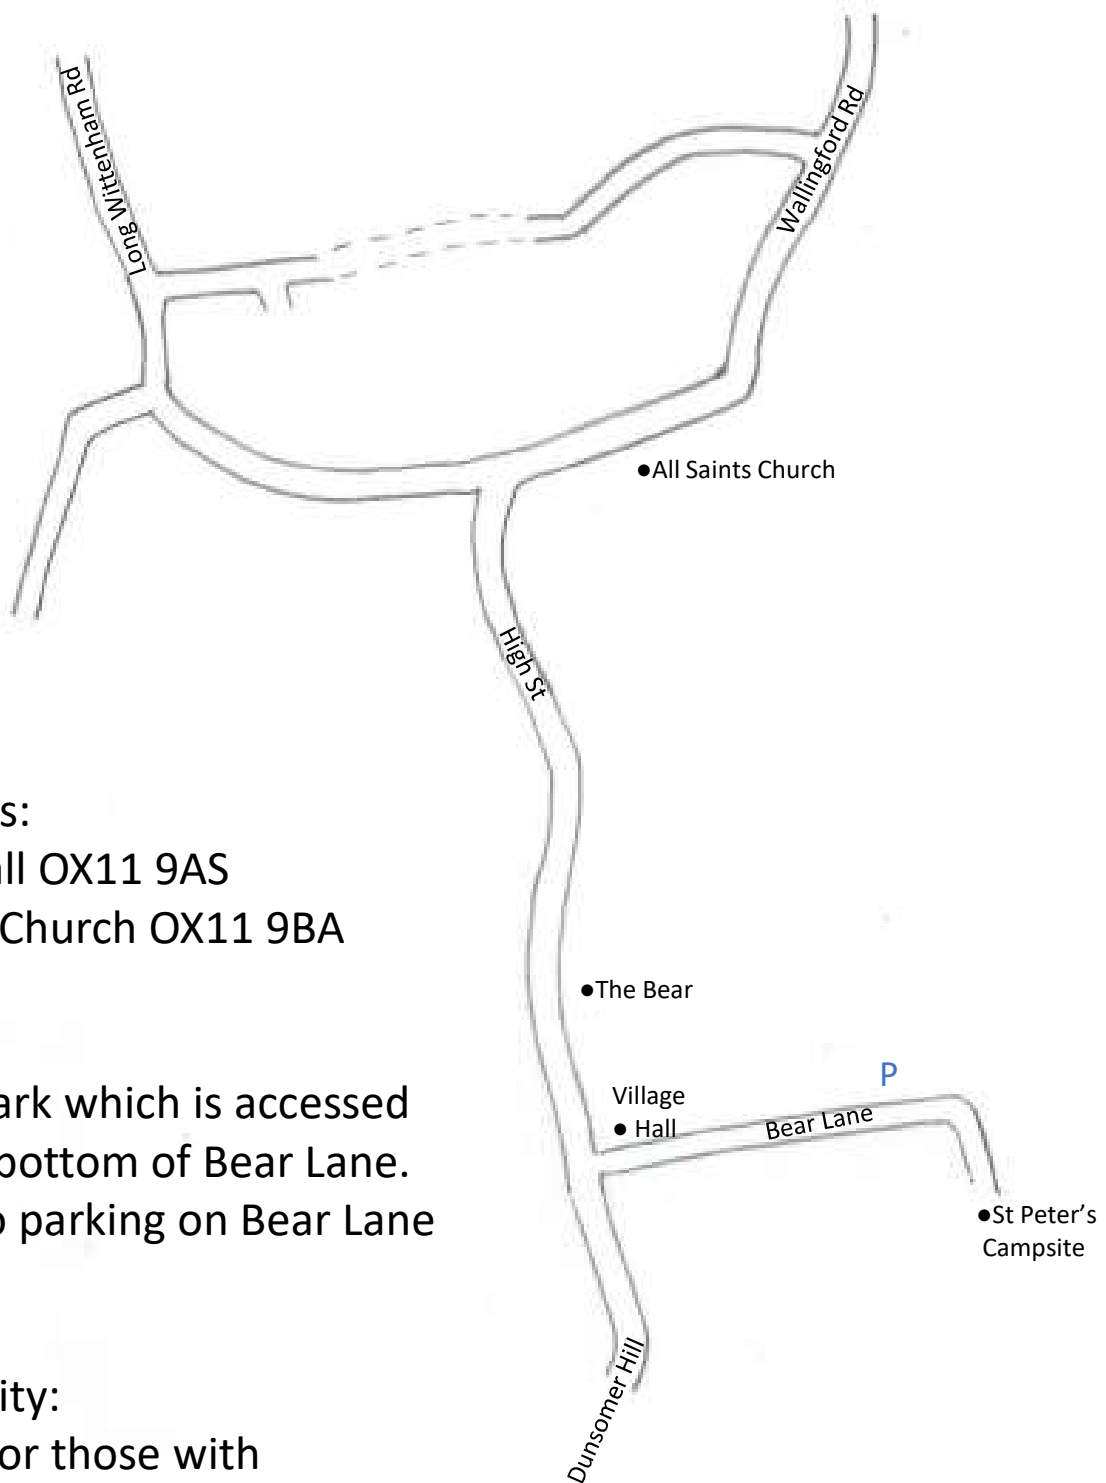 Long Wittenham Rd
Wallingford Rd
●All Saints Church
High St
s:
all OX11 9AS
Church OX11 9BA
●The Bear
P
Village
● Hall
Bear Lane
ark which is accessed
bottom of Bear Lane.
o parking on Bear Lane
●St Peter’s
Campsite
Dunsomer Hill
ity:
or those with